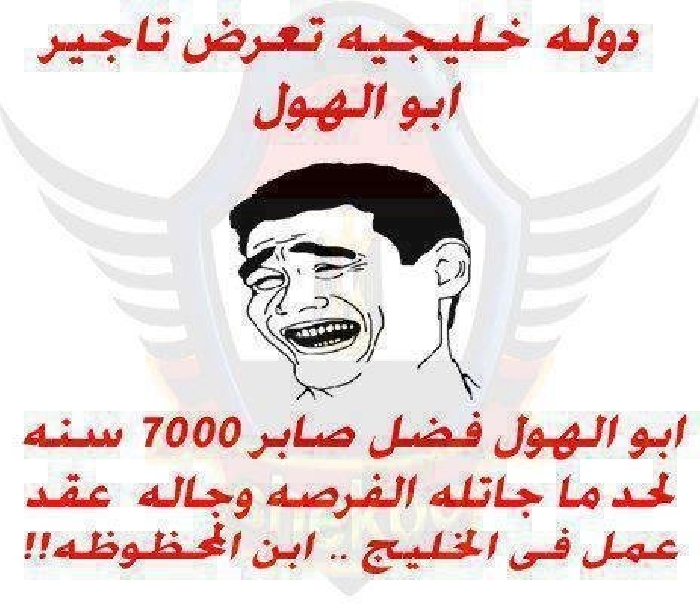 دوله خليجيه تعرض تاجير
ابو الهول
ابو الهول فضل صابر 7000 سنه
لحد ما جاتله الفرصه وجاله عقد
عمل فى الخليج .. ابن المحظوظه!!